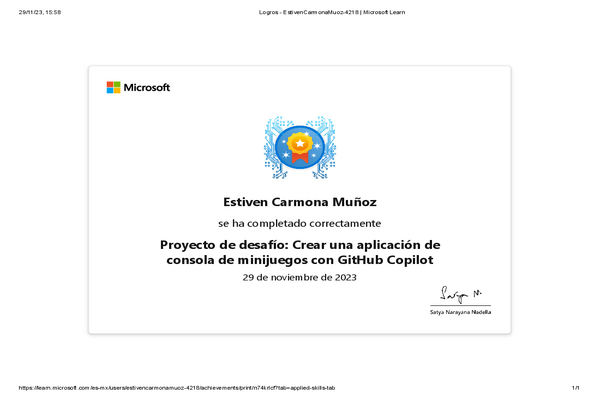 29/11/23, 15:58
Logros - EstivenCarmonaMuoz-4218 | Microsoft Learn
Microsoft
Estiven Carmona Muñoz
se ha completado correctamente
Proyecto de desafío: Crear una aplicación de
consola de minijuegos con GitHub Copilot
29 de noviembre de 2023
Satya N.
Satya Narayana Nadella
https://learn.microsoft.com/es-mx/users/estivencarmonamuoz-4218/achievements/print/n74krlcf?tab=applied-skills-tab
1/1